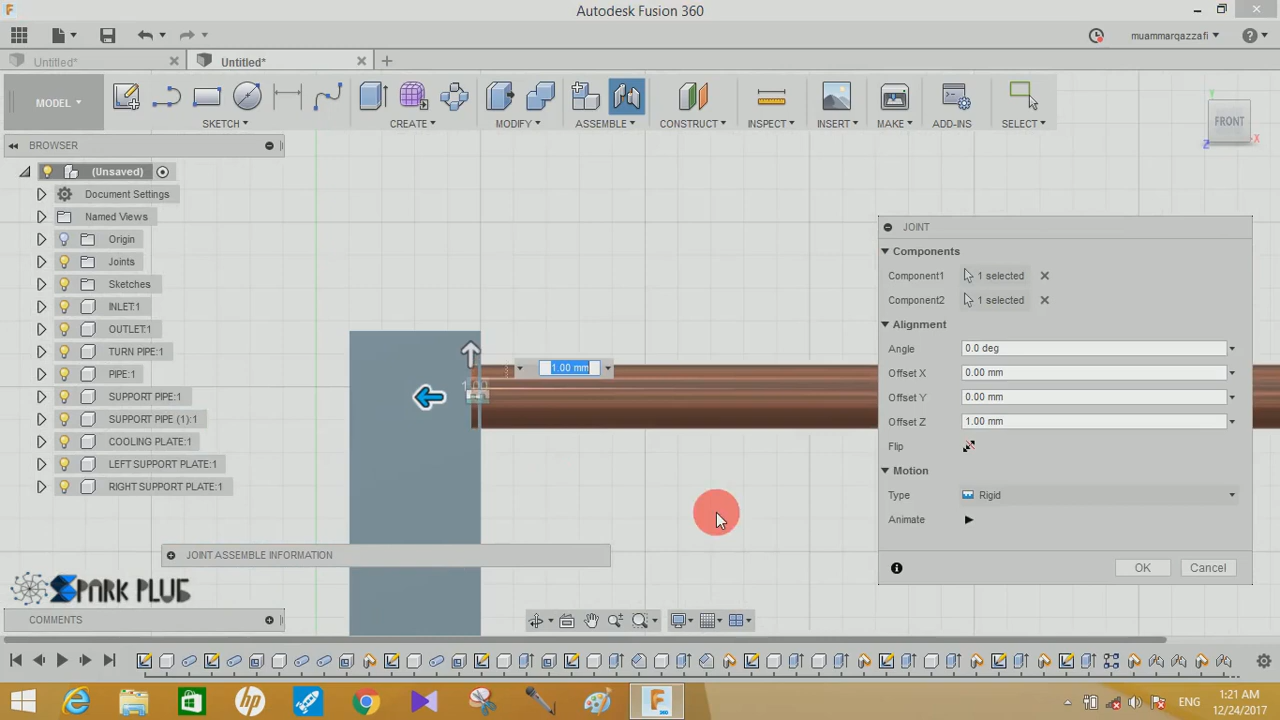 Autodesk Fusion 360
muammarqazzafi
Untitled*
Untitled*
MODEL
SKETCH
CREATE
MODIFY
ASSEMBLE
CONSTRUCT
INSPECT
INSERT
MAKE
ADD-INS
SELECT
BROWSER
FRONT
Y
X
Z
(Unsaved)
Document Settings
Named Views
Origin
Joints
Sketches
INLET:1
OUTLET:1
TURN PIPE:1
PIPE:1
SUPPORT PIPE:1
SUPPORT PIPE (1):1
COOLING PLATE:1
LEFT SUPPORT PLATE:1
RIGHT SUPPORT PLATE:1
1.00 mm
1.00
JOINT
Components
Component1 1 selected
Component2 1 selected
Alignment
Angle 0.0 deg
Offset X 0.00 mm
Offset Y 0.00 mm
Offset Z 1.00 mm
Flip
Motion
Type Rigid
Animate
OK Cancel
JOINT ASSEMBLE INFORMATION
SPARK PLUG
COMMENTS
ENG
1:21 AM
12/24/2017